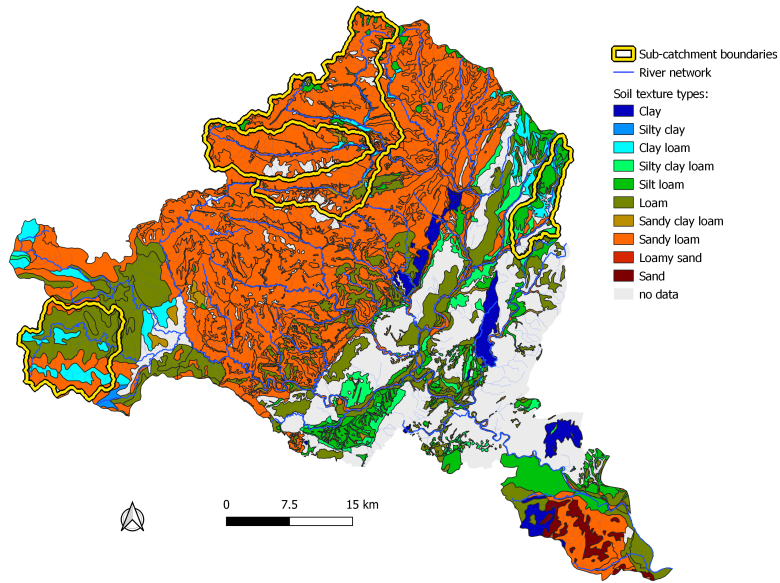 Sub-catchment boundaries
River network
Soil texture types:
Clay
Silty clay
Clay loam
Silty clay loam
Silt loam
Loam
Sandy clay loam
Sandy loam
Loamy sand
Sand
no data
0 7.5 15 km